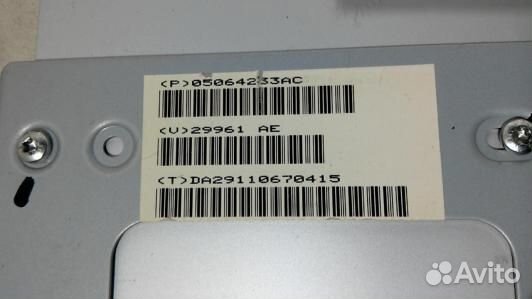 (P)05064233AC
(V)29961 AE
(T)DA29110670415
Avito